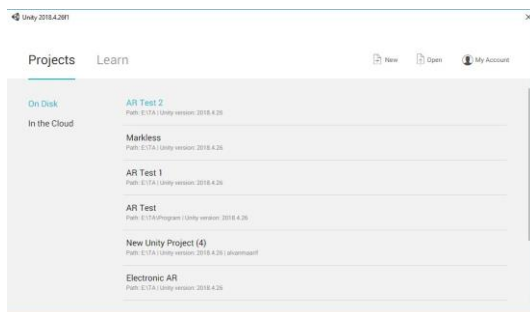 Unity 2018.4.26f1
Projects
Learn
New
Open
My Account
On Disk
In the Cloud
AR Test 2
Path: E:\TA | Unity version: 2018.4.26
Markless
Path: E:\TA | Unity version: 2018.4.26
AR Test 1
Path: E:\TA | Unity version: 2018.4.26
AR Test
Path: E:\TA\Program | Unity version: 2018.4.26
New Unity Project (4)
Path: E:\TA | Unity version: 2018.4.26 | alvanmaarif
Electronic AR
Path: E:\TA | Unity version: 2018.4.26